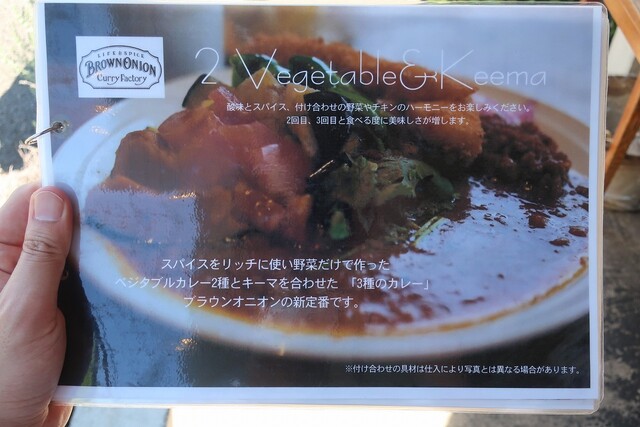 LIFE&SPICE
BROWN ONION
CURRY FACTORY
2 Vegetable&Keema
酸味とスパイス、付け合わせの野菜やチキンのハーモニーをお楽しみください。
2回目、3回目と食べる度に美味しさが増します。
スパイスをリッチに使い野菜だけで作った
ベジタブルカレー2種とキーマを合わせた 「3種のカレー」
ブラウンオニオンの新定番です。
※付け合わせの具材は仕入により写真とは異なる場合があります。